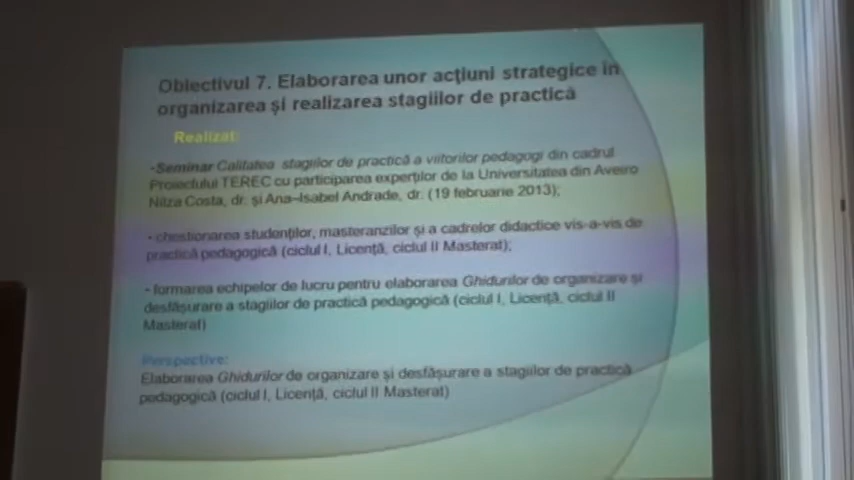 Obiectivul 7. Elaborarea unor acţiuni strategice în
organizarea şi realizarea stagiilor de practică
Realizat:
-Seminar Calitatea stagiilor de practică a viitorilor pedagogi din cadrul
Proiectului TEREC cu participarea experţilor de la Universitatea din Aveiro
Nilza Costa, dr. şi Ana-Isabel Andrade, dr. (19 februarie 2013);
- chestionarea studenţilor, masteranzilor şi a cadrelor didactice vis-a-vis de
practică pedagogică (ciclul I, Licenţă, ciclul II Masterat);
- formarea echipelor de lucru pentru elaborarea Ghidurilor de organizare şi
desfăşurare a stagiilor de practică pedagogică (ciclul I, Licenţă, ciclul II
Masterat)
Perspective:
Elaborarea Ghidurilor de organizare şi desfăşurare a stagiilor de practică
pedagogică (ciclul I, Licenţă, ciclul II Masterat)